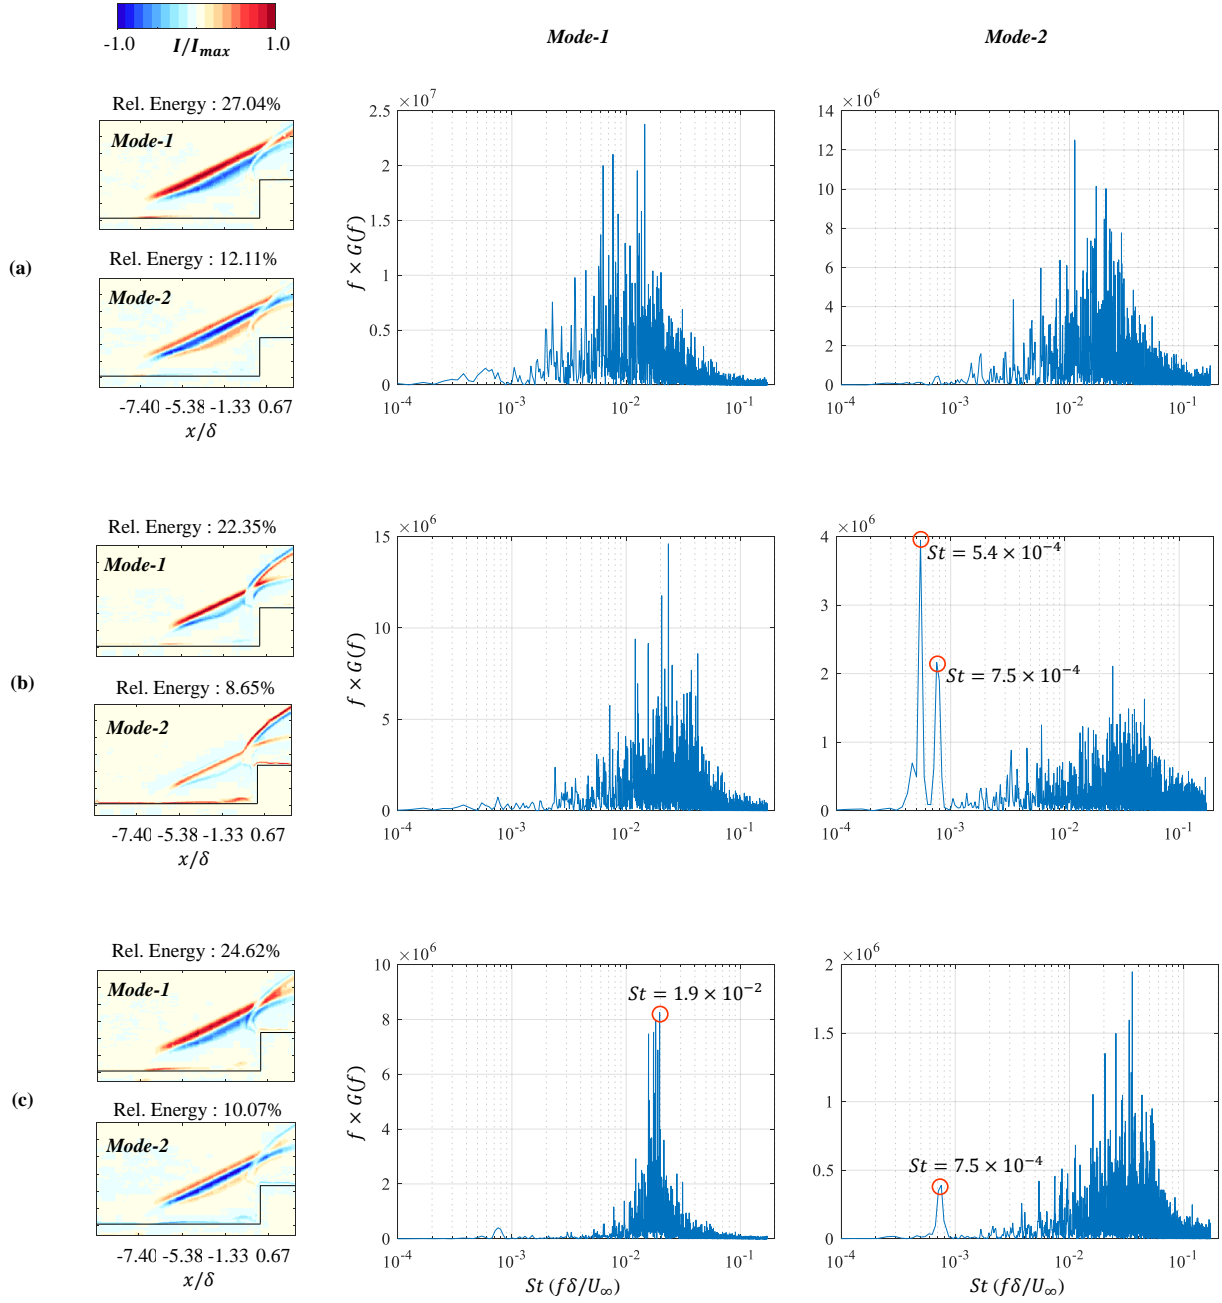 -1.0 I/I_max 1.0
Mode-1 Mode-2
(a)
Rel. Energy : 27.04%
Mode-1
Rel. Energy : 12.11%
Mode-2
-7.40 -5.38 -1.33 0.67
x/δ
×10^7
2.5
2
1.5
1
0.5
0
f × G(f)
10^-4 10^-3 10^-2 10^-1
×10^6
14
12
10
8
6
4
2
0
10^-4 10^-3 10^-2 10^-1
(b)
Rel. Energy : 22.35%
Mode-1
Rel. Energy : 8.65%
Mode-2
-7.40 -5.38 -1.33 0.67
x/δ
×10^6
15
10
5
0
f × G(f)
10^-4 10^-3 10^-2 10^-1
×10^6
4
3
2
1
0
St = 5.4 × 10^-4
St = 7.5 × 10^-4
10^-4 10^-3 10^-2 10^-1
(c)
Rel. Energy : 24.62%
Mode-1
Rel. Energy : 10.07%
Mode-2
-7.40 -5.38 -1.33 0.67
x/δ
×10^6
10
8
6
4
2
0
f × G(f)
St = 1.9 × 10^-2
10^-4 10^-3 10^-2 10^-1
St (fδ/U∞)
×10^6
2
1.5
1
0.5
0
St = 7.5 × 10^-4
10^-4 10^-3 10^-2 10^-1
St (fδ/U∞)